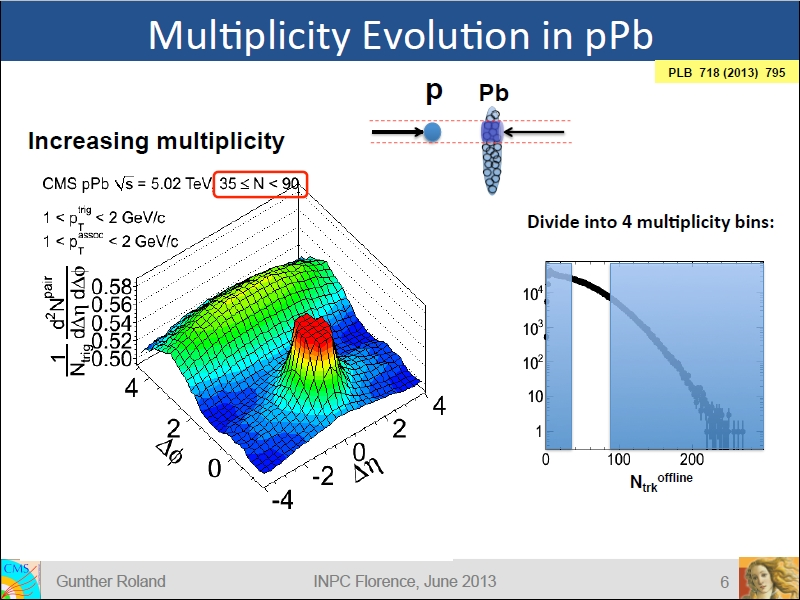 Multiplicity Evolution in pPb
PLB 718 (2013) 795
p
Pb
Increasing multiplicity
CMS pPb √s = 5.02 TeV, 35 ≤ N < 90
1 < p_T^trig < 2 GeV/c
1 < p_T^assoc < 2 GeV/c
Divide into 4 multiplicity bins:
1/N_trig d²N^pair/dΔη dΔϕ
0.58
0.56
0.54
0.52
0.50
4
2
0
Δϕ
-4
-2
0
2
4
Δη
10⁴
10³
10²
10
1
0
100
200
N_trk^offline
CMS
Gunther Roland
INPC Florence, June 2013
6